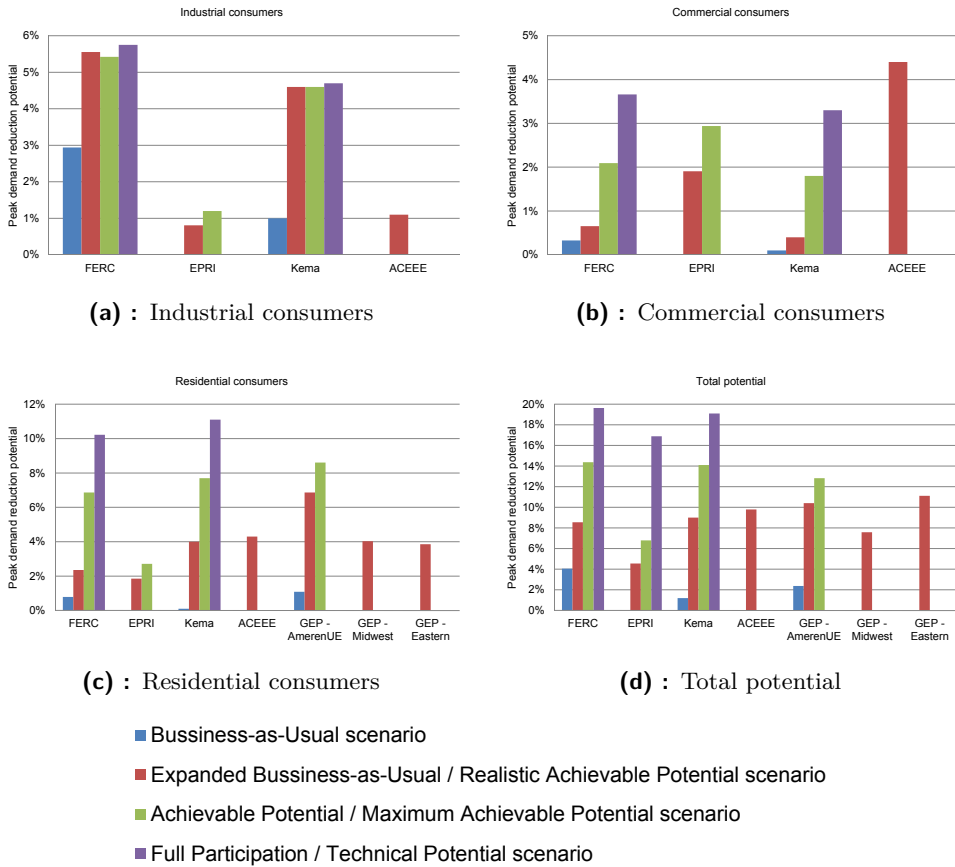 Industrial consumers
Peak demand reduction potential
6%
5%
4%
3%
2%
1%
0%
FERC
EPRI
Kema
ACEEE
(a) : Industrial consumers
Commercial consumers
Peak demand reduction potential
5%
4%
3%
2%
1%
0%
FERC
EPRI
Kema
ACEEE
(b) : Commercial consumers
Residential consumers
Peak demand reduction potential
12%
10%
8%
6%
4%
2%
0%
FERC
EPRI
Kema
ACEEE
GEP -
AmerenUE
GEP -
Midwest
GEP -
Eastern
(c) : Residential consumers
Total potential
Peak demand reduction potential
20%
18%
16%
14%
12%
10%
8%
6%
4%
2%
0%
FERC
EPRI
Kema
ACEEE
GEP -
AmerenUE
GEP -
Midwest
GEP -
Eastern
(d) : Total potential
Bussiness-as-Usual scenario
Expanded Bussiness-as-Usual / Realistic Achievable Potential scenario
Achievable Potential / Maximum Achievable Potential scenario
Full Participation / Technical Potential scenario